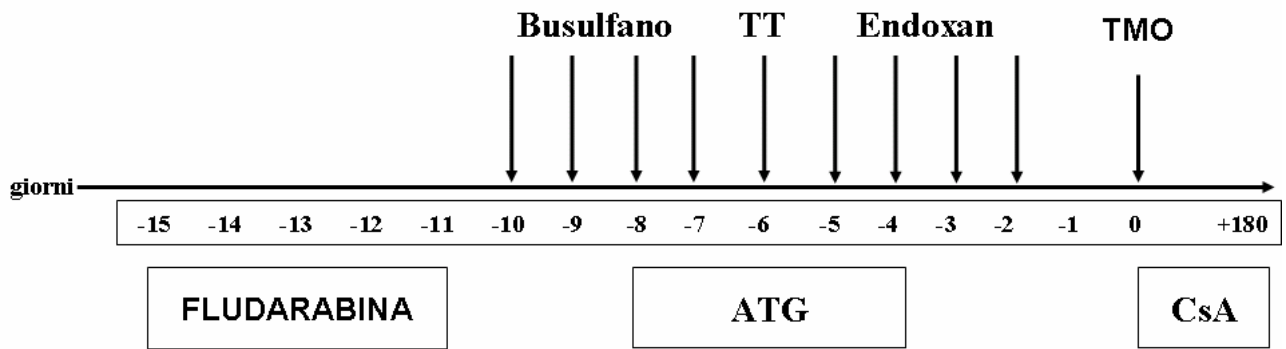 Busulfano TT Endoxan TMO
giorni
-15 -14 -13 -12 -11 -10 -9 -8 -7 -6 -5 -4 -3 -2 -1 0 +180
FLUDARABINA ATG CsA